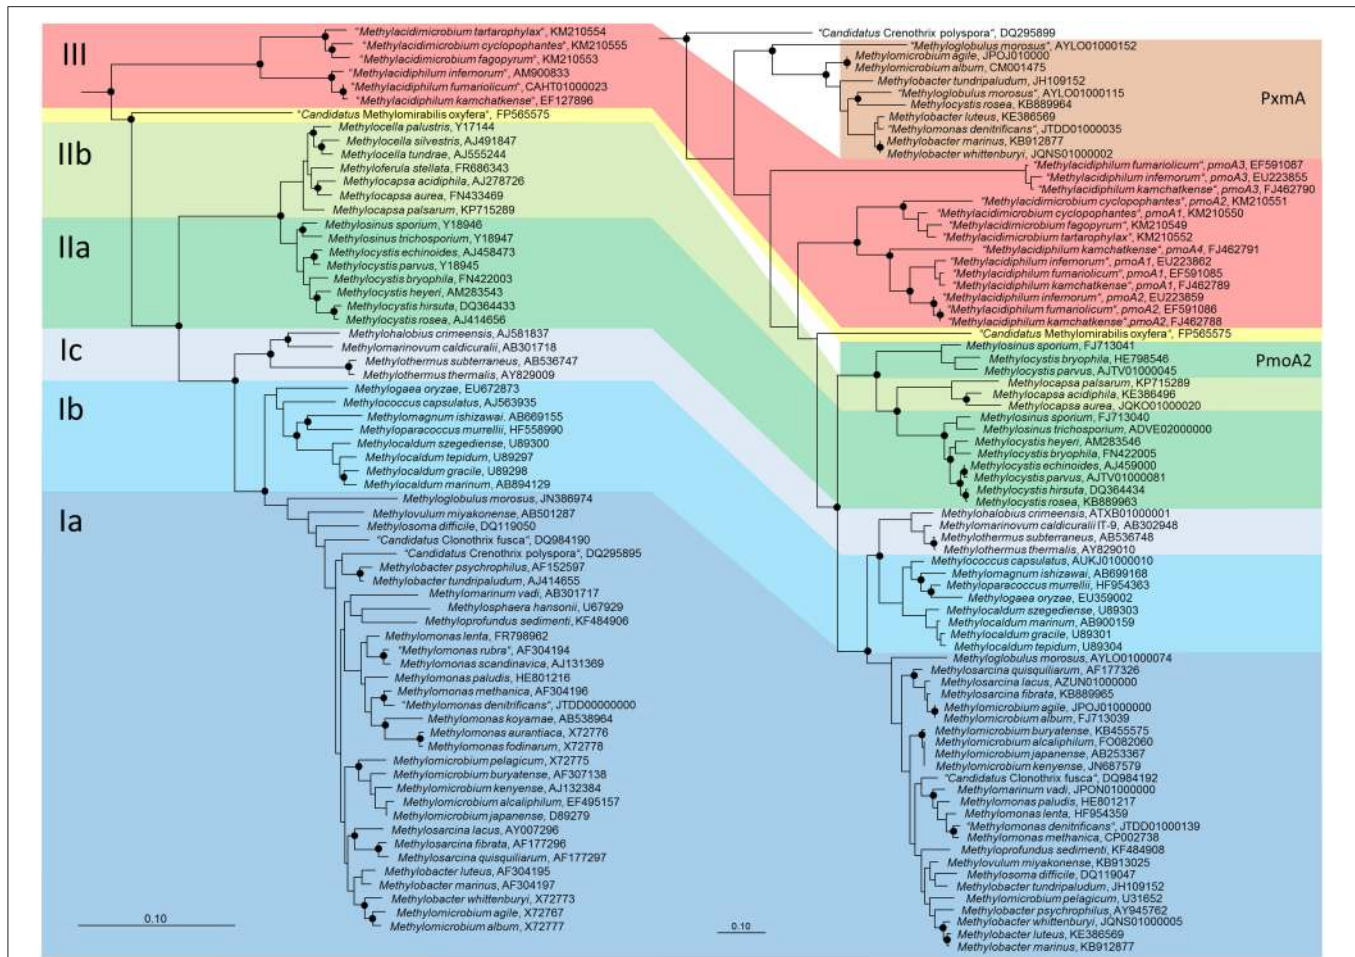 III
"Methylacidimicrobium tartarophylax", KM210554
"Methylacidimicrobium cyclopophantes", KM210555
"Methylacidimicrobium fagopyrum", KM210553
"Methylacidiphilum infernorum", AM900833
"Methylacidiphilum fumariolicum", CAHT01000023
"Methylacidiphilum kamchatkense", EF127896
"Candidatus Methylomirabilis oxyfera", FP565575
IIb
Methylocella palustris, Y17144
Methylocella silvestris, AJ491847
Methylocella tundrae, AJ555244
Methyloferula stellata, FR686343
Methylocapsa acidiphila, AJ278726
Methylocapsa aurea, FN433469
Methylocapsa palsarum, KP715289
IIa
Methylosinus sporium, Y18946
Methylosinus trichosporium, Y18947
Methylocystis echinoides, AJ458473
Methylocystis parvus, Y18945
Methylocystis bryophila, FN422003
Methylocystis heyeri, AM283543
Methylocystis hirsuta, DQ364433
Methylocystis rosea, AJ414656
Ic
Methylohalobius crimeensis, AJ581837
Methylomarinovum caldicuralii, AB301718
Methylothermus subterraneus, AB536747
Methylothermus thermalis, AY829009
Ib
Methylogaea oryzae, EU672873
Methylococcus capsulatus, AJ563935
Methylomagnum ishizawai, AB669155
Methyloparacoccus murrellii, HF558990
Methylocaldum szegediense, U89300
Methylocaldum tepidum, U89297
Methylocaldum gracile, U89298
Methylocaldum marinum, AB894129
Ia
Methyloglobulus morosus, JN386974
Methylovulum miyakonense, AB501287
Methylosoma difficile, DQ119050
"Candidatus Clonothrix fusca", DQ984190
"Candidatus Crenothrix polyspora", DQ295895
Methylobacter psychrophilus, AF152597
Methylobacter tundripaludum, AJ414655
Methylomarinum vadi, AB301717
Methylosphaera hansonii, U67929
Methyloprofundus sedimenti, KF484906
Methylomonas lenta, FR798962
"Methylomonas rubra", AF304194
Methylomonas scandinavica, AJ131369
Methylomonas paludis, HE801216
Methylomonas methanica, AF304196
"Methylomonas denitrificans", JTDD00000000
Methylomonas koyamae, AB538964
Methylomonas aurantiaca, X72776
Methylomonas fodinarum, X72778
Methylomicrobium pelagicum, X72775
Methylomicrobium buryatense, AF307138
Methylomicrobium kenyense, AJ132384
Methylomicrobium alcaliphilum, EF495157
Methylomicrobium japanense, D89279
Methylosarcina lacus, AY007296
Methylosarcina fibrata, AF177296
Methylosarcina quisquiliarum, AF177297
Methylobacter luteus, AF304195
Methylobacter marinus, AF304197
Methylobacter whittenburyi, X72773
Methylomicrobium agile, X72767
Methylomicrobium album, X72777
0.10
"Candidatus Crenothrix polyspora", DQ295899
"Methyloglobulus morosus", AYLO01000152
Methylomicrobium agile, JPOJ010000
Methylomicrobium album, CM001475
Methylobacter tundripaludum, JH109152
"Methyloglobulus morosus", AYLO01000115
Methylocystis rosea, KB889964
Methylobacter luteus, KE386569
"Methylomonas denitrificans", JTDD01000035
Methylobacter marinus, KB912877
Methylobacter whittenburyi, JQNS01000002
PxmA
"Methylacidiphilum fumariolicum", pmoA3, EF591087
"Methylacidiphilum infernorum", pmoA3, EU223855
"Methylacidiphilum kamchatkense", pmoA3, FJ462790
"Methylacidimicrobium cyclopophantes", pmoA2, KM210551
"Methylacidimicrobium cyclopophantes", pmoA1, KM210550
"Methylacidimicrobium fagopyrum", KM210549
"Methylacidimicrobium tartarophylax", KM210552
"Methylacidiphilum kamchatkense", pmoA4, FJ462791
"Methylacidiphilum infernorum", pmoA1, EU223862
"Methylacidiphilum fumariolicum", pmoA1, EF591085
"Methylacidiphilum kamchatkense", pmoA1, FJ462789
"Methylacidiphilum infernorum", pmoA2, EU223859
"Methylacidiphilum fumariolicum", pmoA2, EF591086
"Methylacidiphilum kamchatkense", pmoA2, FJ462788
"Candidatus Methylomirabilis oxyfera", FP565575
Methylosinus sporium, FJ713041
Methylocystis bryophila, HE798546
Methylocystis parvus, AJTV01000045
PmoA2
Methylocapsa palsarum, KP715289
Methylocapsa acidiphila, KE386496
Methylocapsa aurea, JQKO01000020
Methylosinus sporium, FJ713040
Methylosinus trichosporium, ADVE02000000
Methylocystis heyeri, AM283546
Methylocystis bryophila, FN422005
Methylocystis echinoides, AJ459000
Methylocystis parvus, AJTV01000081
Methylocystis hirsuta, DQ364434
Methylocystis rosea, KB889963
Methylohalobius crimeensis, ATXB01000001
Methylomarinovum caldicuralii IT-9, AB302948
Methylothermus subterraneus, AB536748
Methylothermus thermalis, AY829010
Methylococcus capsulatus, AUKJ01000010
Methylomagnum ishizawai, AB699168
Methyloparacoccus murrellii, HF954363
Methylogaea oryzae, EU359002
Methylocaldum szegediense, U89303
Methylocaldum marinum, AB900159
Methylocaldum gracile, U89301
Methylocaldum tepidum, U89304
Methyloglobulus morosus, AYLO01000074
Methylosarcina quisquiliarum, AF177326
Methylosarcina lacus, AZUN01000000
Methylosarcina fibrata, KB889965
Methylomicrobium agile, JPOJ01000000
Methylomicrobium album, FJ713039
Methylomicrobium buryatense, KB455575
Methylomicrobium alcaliphilum, FO082060
Methylomicrobium japanense, AB253367
Methylomicrobium kenyense, JN687579
"Candidatus Clonothrix fusca", DQ984192
Methylomarinum vadi, JPON01000000
Methylomonas paludis, HE801217
Methylomonas lenta, HF954359
"Methylomonas denitrificans", JTDD01000139
Methylomonas methanica, CP002738
Methyloprofundus sedimenti, KF484908
Methylovulum miyakonense, KB913025
Methylosoma difficile, DQ119047
Methylobacter tundripaludum, JH109152
Methylomicrobium pelagicum, U31652
Methylobacter psychrophilus, AY945762
Methylobacter whittenburyi, JQNS01000005
Methylobacter luteus, KE386569
Methylobacter marinus, KB912877
0.10